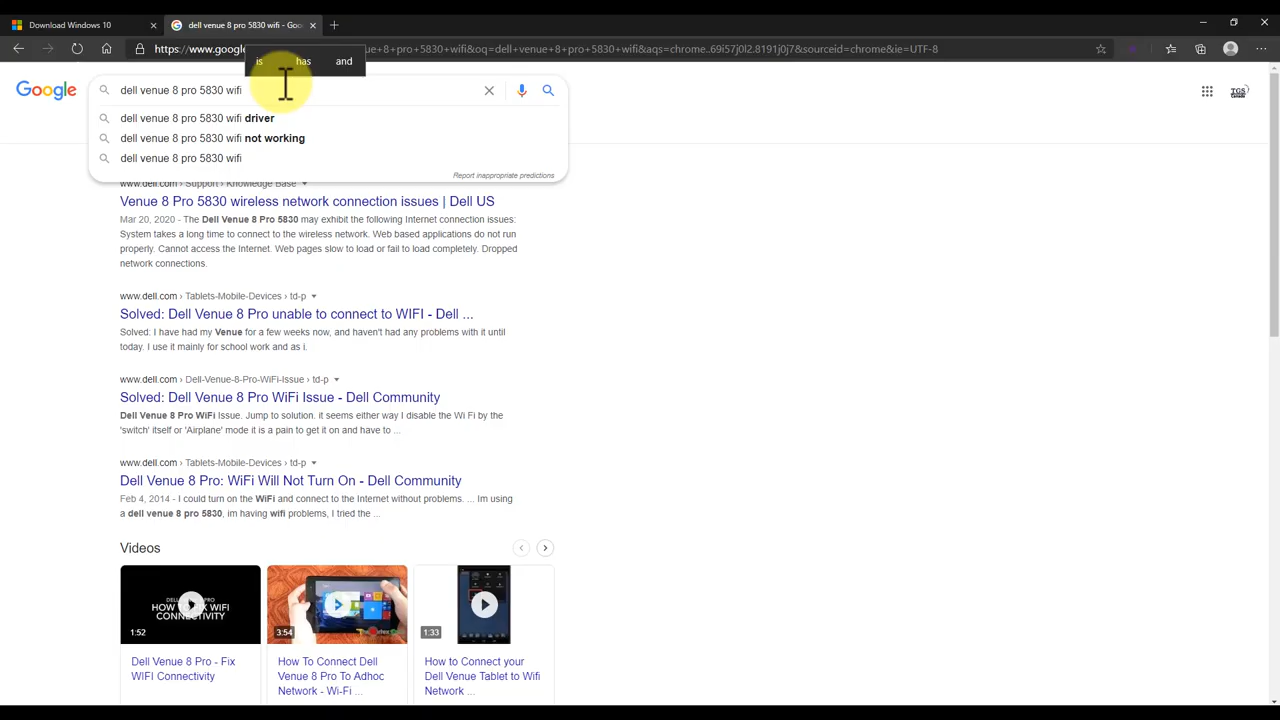 Download Windows 10
dell venue 8 pro 5830 wifi - Goo
https://www.google
ue+8+pro+5830+wifi&oq=dell+venue+8+pro+5830+wifi&aqs=chrome..69i57j0l2.8191j0j7&sourceid=chrome&ie=UTF-8
is has and
Google
dell venue 8 pro 5830 wifi
dell venue 8 pro 5830 wifi driver
dell venue 8 pro 5830 wifi not working
dell venue 8 pro 5830 wifi
Report inappropriate predictions
TGS
www.dell.com › Support › Knowledge Base
Venue 8 Pro 5830 wireless network connection issues | Dell US
Mar 20, 2020 - The Dell Venue 8 Pro 5830 may exhibit the following Internet connection issues:
System takes a long time to connect to the wireless network. Web based applications do not run
properly. Cannot access the Internet. Web pages slow to load or fail to load completely. Dropped
network connections.
www.dell.com › Tablets-Mobile-Devices › td-p
Solved: Dell Venue 8 Pro unable to connect to WIFI - Dell ...
Solved: I have had my Venue for a few weeks now, and haven't had any problems with it until
today. I use it mainly for school work and as i.
www.dell.com › Dell-Venue-8-Pro-WiFi-Issue › td-p
Solved: Dell Venue 8 Pro WiFi Issue - Dell Community
Dell Venue 8 Pro WiFi Issue. Jump to solution. it seems either way I disable the Wi Fi by the
'switch' itself or 'Airplane' mode it is a pain to get it on and have to ...
www.dell.com › Tablets-Mobile-Devices › td-p
Dell Venue 8 Pro: WiFi Will Not Turn On - Dell Community
Feb 4, 2014 - I could turn on the WiFi and connect to the Internet without problems. ... Im using
a dell venue 8 pro 5830, im having wifi problems, I tried the ...
Videos
HOW TO FIX WIFI
CONNECTIVITY
1:52
3:54
1:33
Dell Venue 8 Pro - Fix
WIFI Connectivity
How To Connect Dell
Venue 8 Pro To Adhoc
Network - Wi-Fi ...
How to Connect your
Dell Venue Tablet to Wifi
Network ...